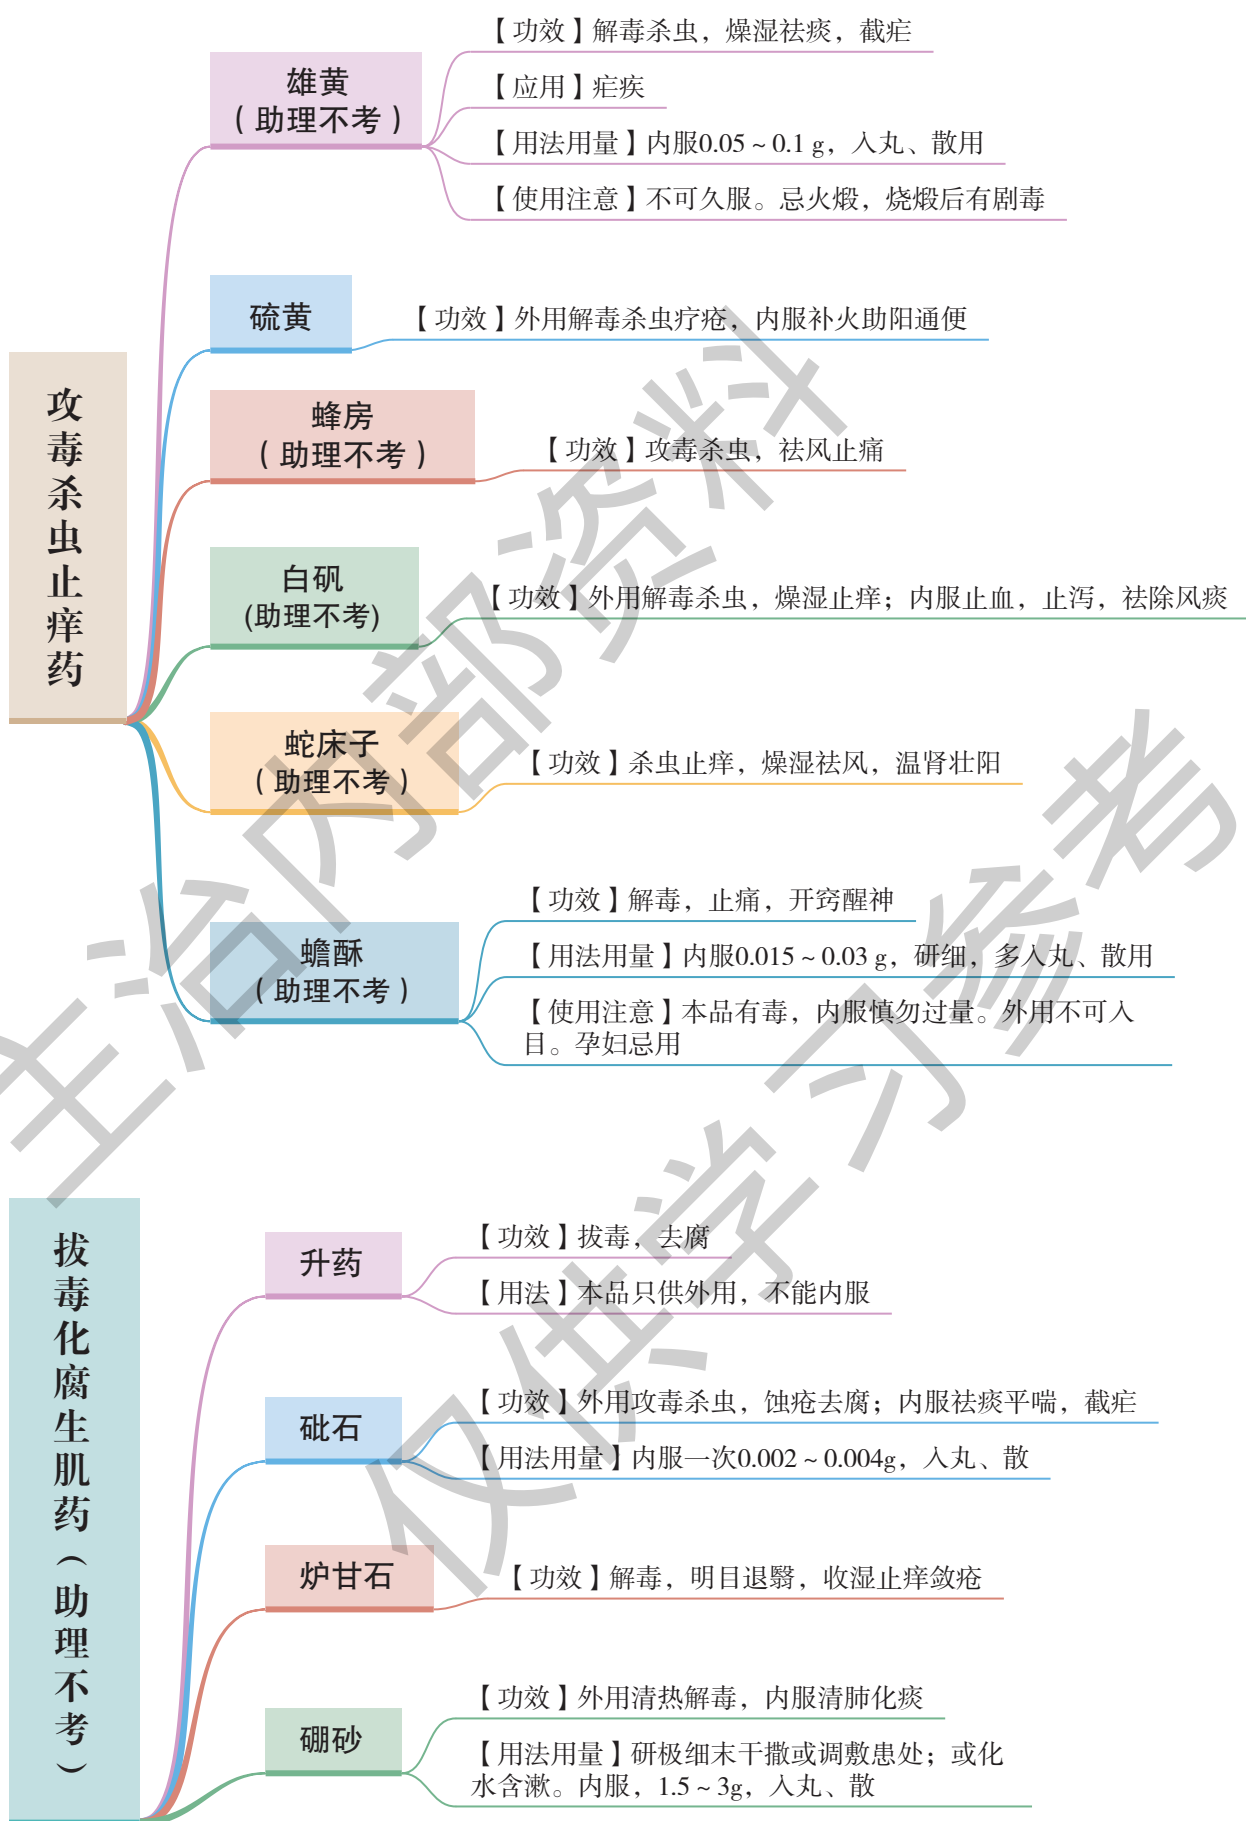 攻毒杀虫止痒药
雄黄
（助理不考）
【功效】解毒杀虫，燥湿祛痰，截疟
【应用】疟疾
【用法用量】内服0.05～0.1 g，入丸、散用
【使用注意】不可久服。忌火煅，烧煅后有剧毒
硫黄
【功效】外用解毒杀虫疗疮，内服补火助阳通便
蜂房
（助理不考）
【功效】攻毒杀虫，祛风止痛
白矾
(助理不考)
【功效】外用解毒杀虫，燥湿止痒；内服止血，止泻，祛除风痰
蛇床子
（助理不考）
【功效】杀虫止痒，燥湿祛风，温肾壮阳
蟾酥
（助理不考）
【功效】解毒，止痛，开窍醒神
【用法用量】内服0.015～0.03 g，研细，多入丸、散用
【使用注意】本品有毒，内服慎勿过量。外用不可入
目。孕妇忌用
拔毒化腐生肌药（助理不考）
升药
【功效】拔毒，去腐
【用法】本品只供外用，不能内服
砒石
【功效】外用攻毒杀虫，蚀疮去腐；内服祛痰平喘，截疟
【用法用量】内服一次0.002～0.004g，入丸、散
炉甘石
【功效】解毒，明目退翳，收湿止痒敛疮
硼砂
【功效】外用清热解毒，内服清肺化痰
【用法用量】研极细末干撒或调敷患处；或化
水含漱。内服，1.5～3g，入丸、散
主治内部资料
仅供学习参考